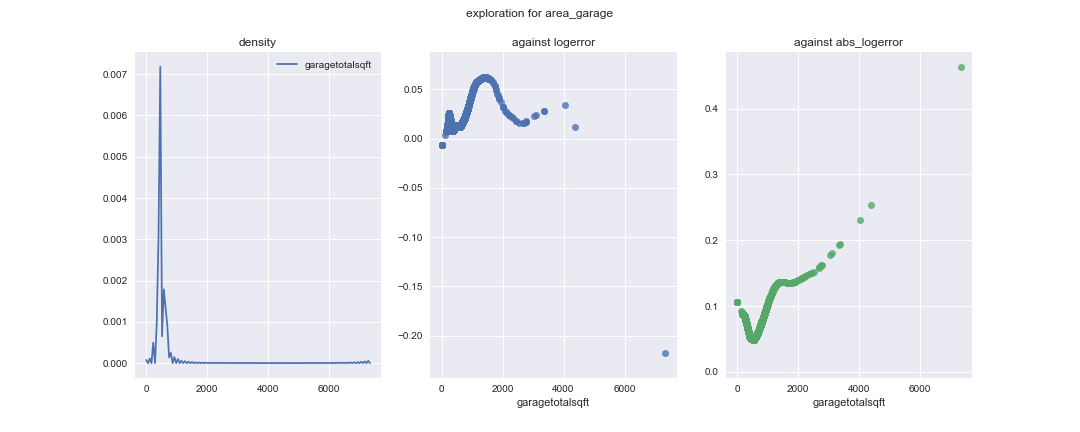 exploration for area_garage
density
garagetotalsqft
0.007
0.006
0.005
0.004
0.003
0.002
0.001
0.000
0 2000 4000 6000
against logerror
0.05
0.00
−0.05
−0.10
−0.15
−0.20
0 2000 4000 6000
garagetotalsqft
against abs_logerror
0.4
0.3
0.2
0.1
0.0
0 2000 4000 6000
garagetotalsqft